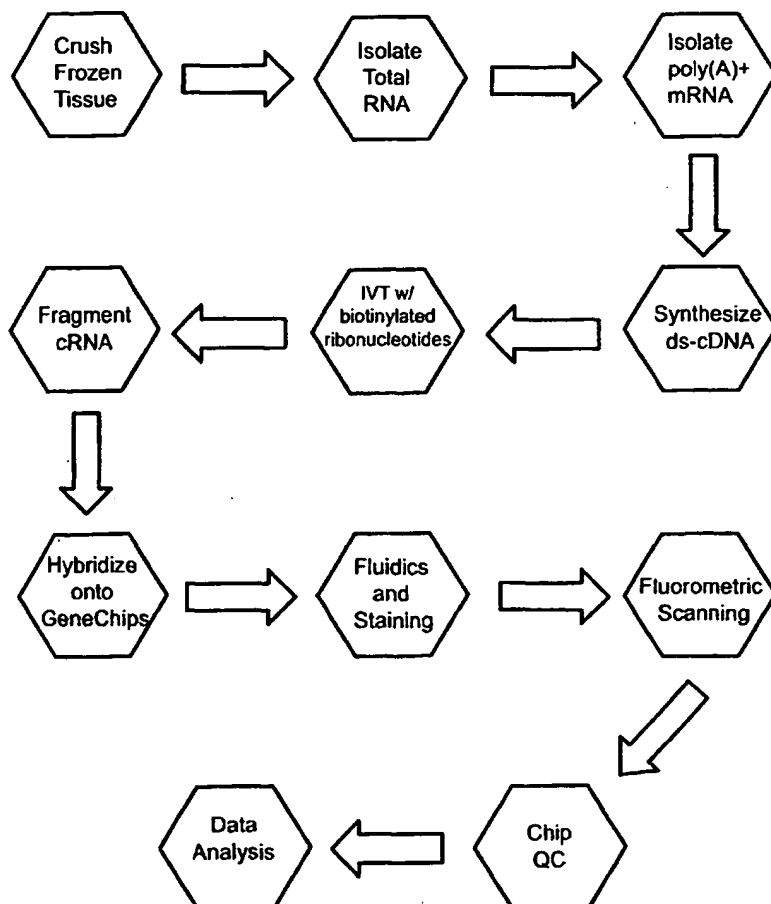 Crush
Frozen
Tissue
Isolate
Total
RNA
Isolate
poly(A)+
mRNA
Synthesize
ds-cDNA
IVT w/
biotinylated
ribonucleotides
Fragment
cRNA
Hybridize
onto
GeneChips
Fluidics
and
Staining
Fluorometric
Scanning
Chip
QC
Data
Analysis